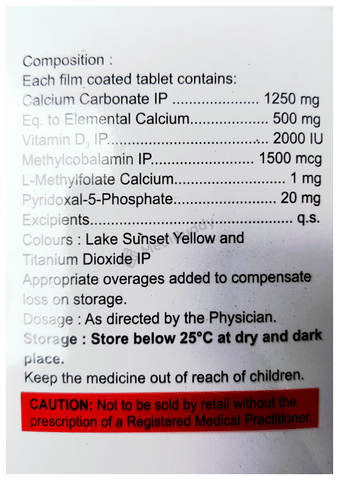 Composition :
Each film coated tablet contains:
Calcium Carbonate IP .................... 1250 mg
Eq. to Elemental Calcium.................. 500 mg
Vitamin D3 IP..................................... 2000 IU
Methylcobalamin IP........................ 1500 mcg
L-Methylfolate Calcium.......................... 1 mg
Pyridoxal-5-Phosphate........................ 20 mg
Excipients.............................................. q.s.
Colours : Lake Sunset Yellow and
Titanium Dioxide IP
Appropriate overages added to compensate
loss on storage.
Dosage : As directed by the Physician.
Storage : Store below 25°C at dry and dark
place.
Keep the medicine out of reach of children.
CAUTION: Not to be sold by retail without the
prescription of a Registered Medical Practitioner.